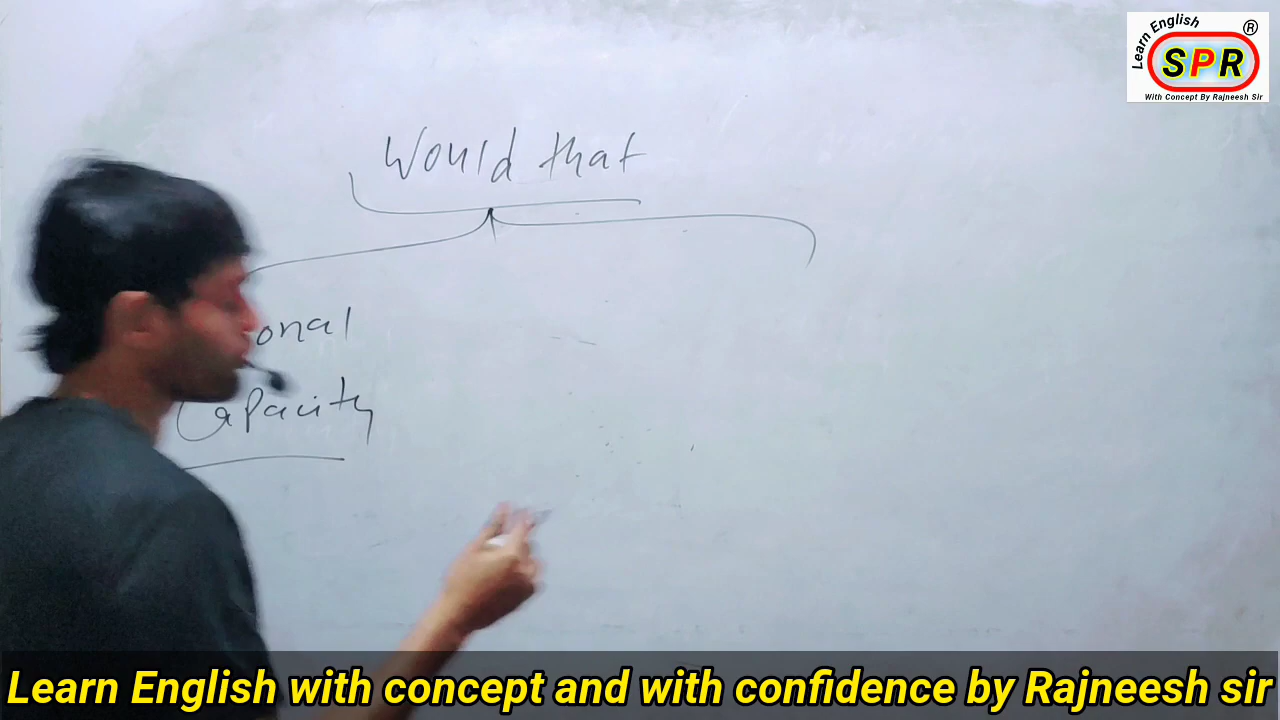 Learn English
SPR®
With Concept By Rajneesh Sir
Would that
onal
Capacity
Learn English with concept and with confidence by Rajneesh sir